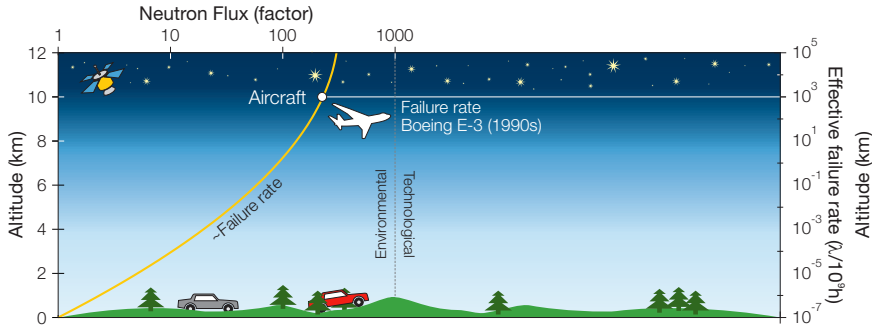 Neutron Flux (factor)
1 10 100 1000
12
10
8
6
4
2
0
Altitude (km)
Aircraft
Failure rate
Boeing E-3 (1990s)
~Failure rate
Environmental
Technological
10⁵
10³
10¹
10⁻¹
10⁻³
10⁻⁵
10⁻⁶
10⁻⁷
Effective failure rate (λ/10⁹h)
Altitude (km)